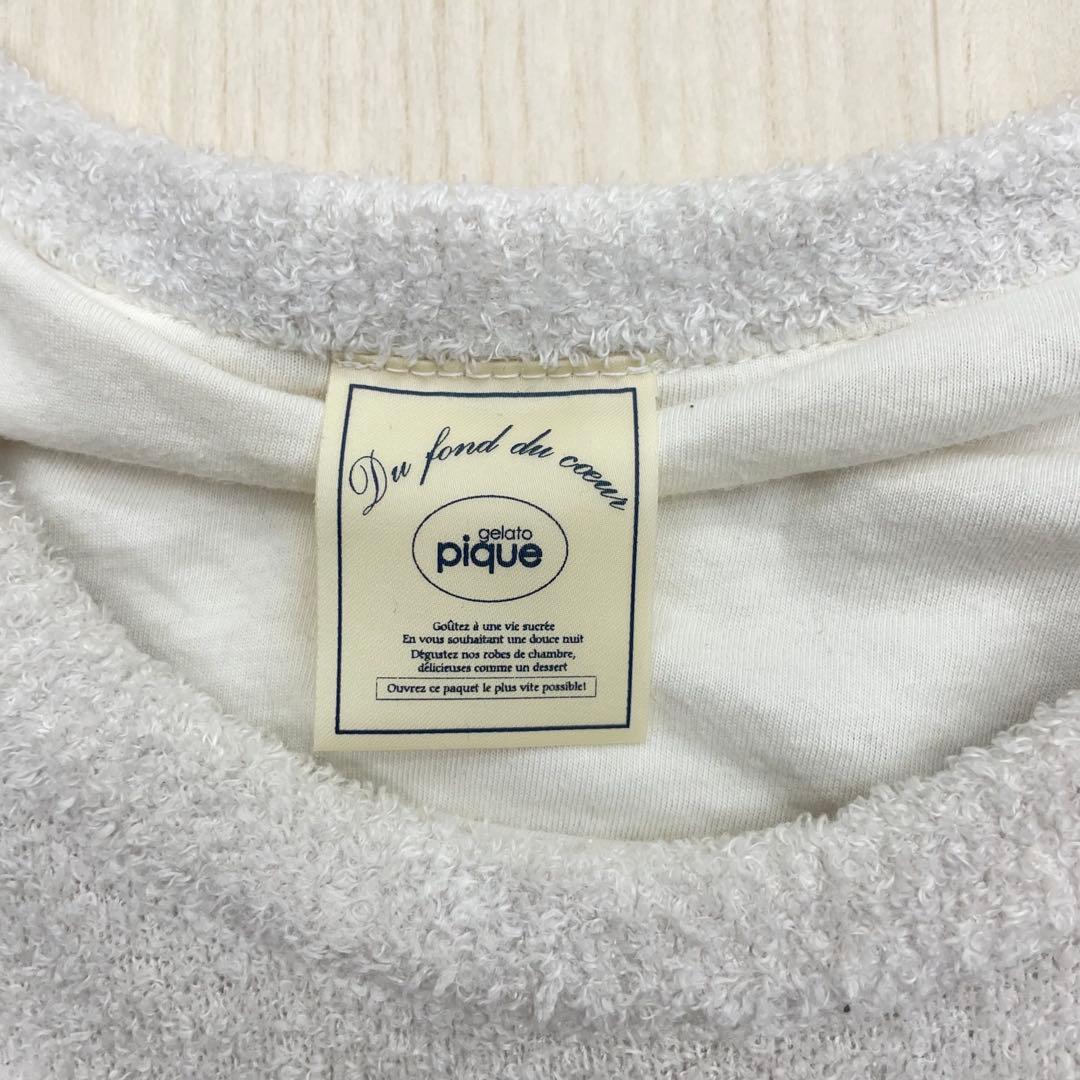 Du fond du cœur
gelato
pique
Goûtez à une vie sucrée
En vous souhaitant une douce nuit
Dégustez nos robes de chambre,
délicieuses comme un dessert
Ouvrez ce paquet le plus vite possible!